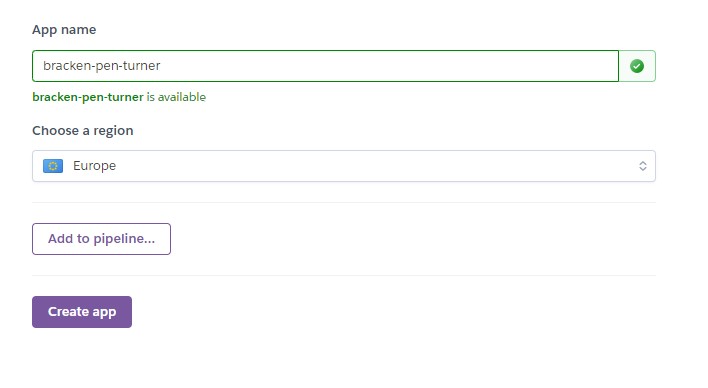 App name
bracken-pen-turner
bracken-pen-turner is available
Choose a region
Europe
Add to pipeline...
Create app